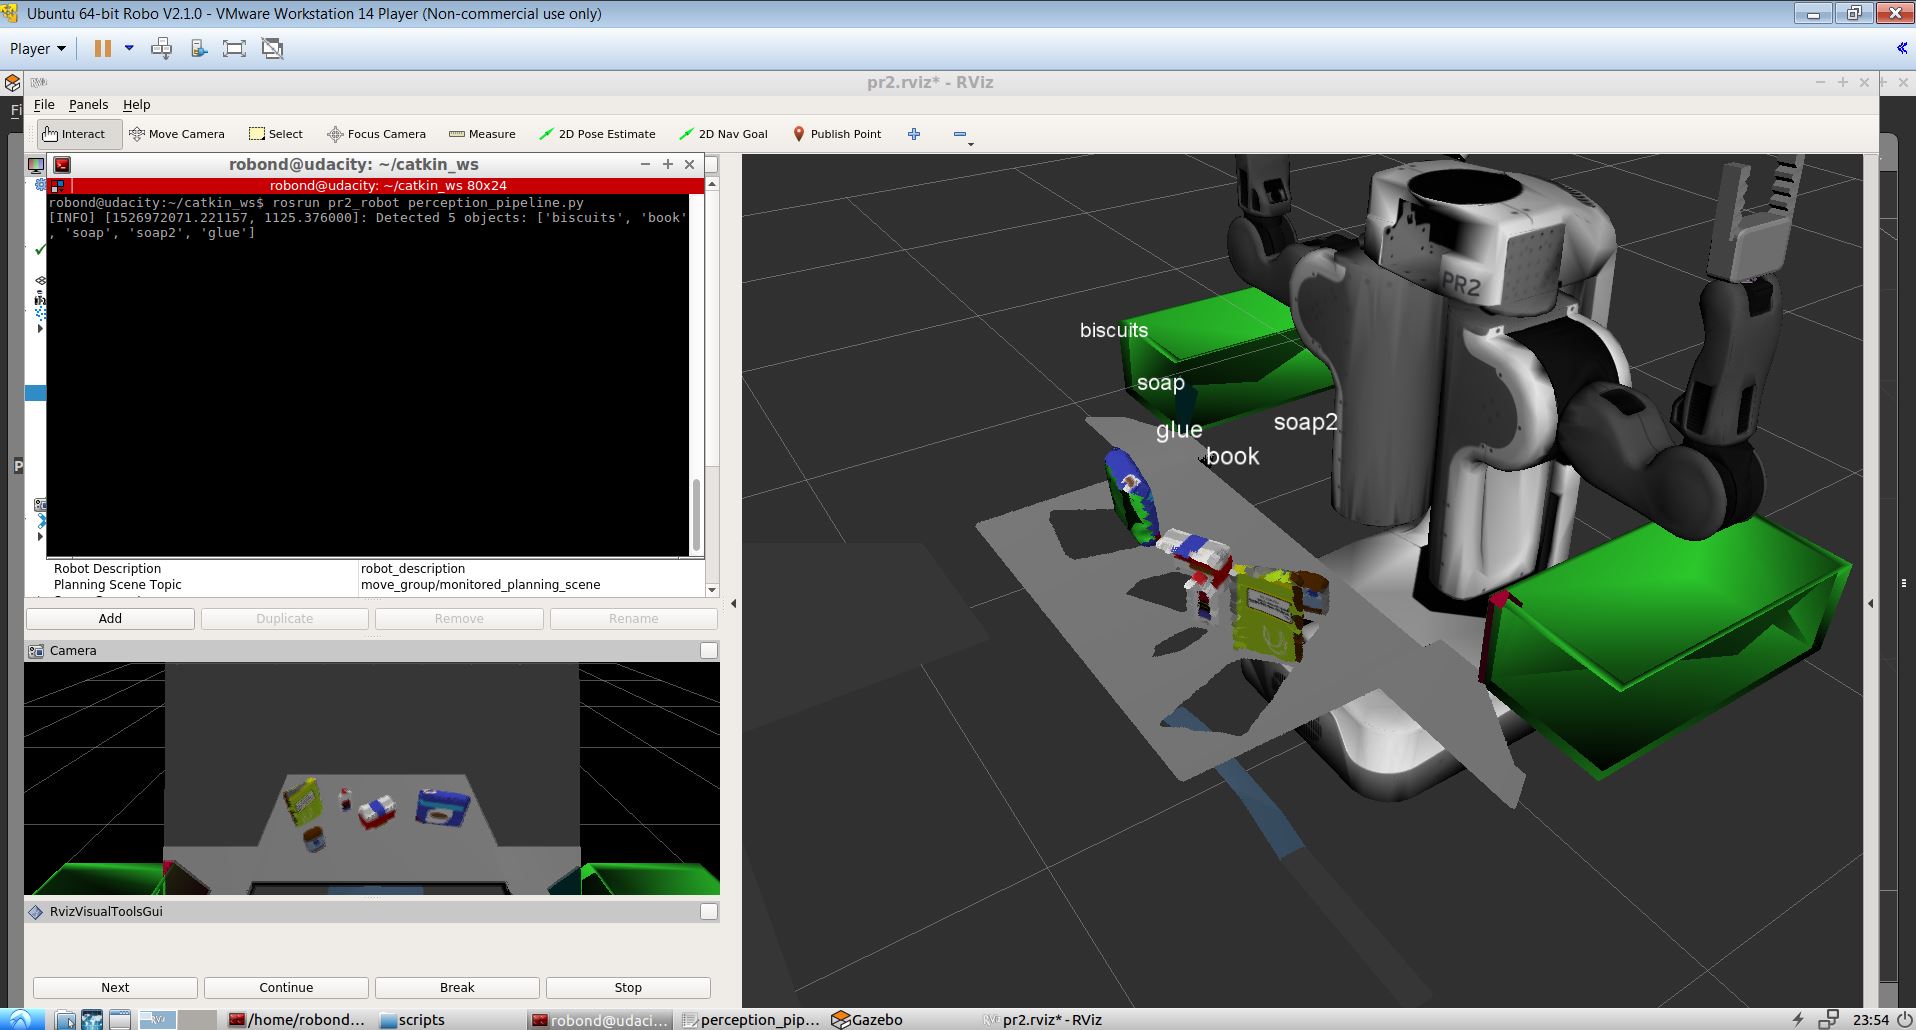 Ubuntu 64-bit Robo V2.1.0 - VMware Workstation 14 Player (Non-commercial use only)
Player
RViz pr2.rviz* - RViz
File Panels Help
Interact Move Camera Select Focus Camera Measure 2D Pose Estimate 2D Nav Goal Publish Point
robond@udacity: ~/catkin_ws
robond@udacity: ~/catkin_ws 80x24
robond@udacity:~/catkin_ws$ rosrun pr2_robot perception_pipeline.py
[INFO] [1526972071.221157, 1125.376000]: Detected 5 objects: ['biscuits', 'book'
, 'soap', 'soap2', 'glue']
Robot Description robot_description
Planning Scene Topic move_group/monitored_planning_scene
Add Duplicate Remove Rename
Camera
RvizVisualToolsGui
Next Continue Break Stop
PR2
biscuits
soap
soap2
glue
book
/home/robond... scripts robond@udaci... perception_pip... Gazebo pr2.rviz* - RViz 23:54